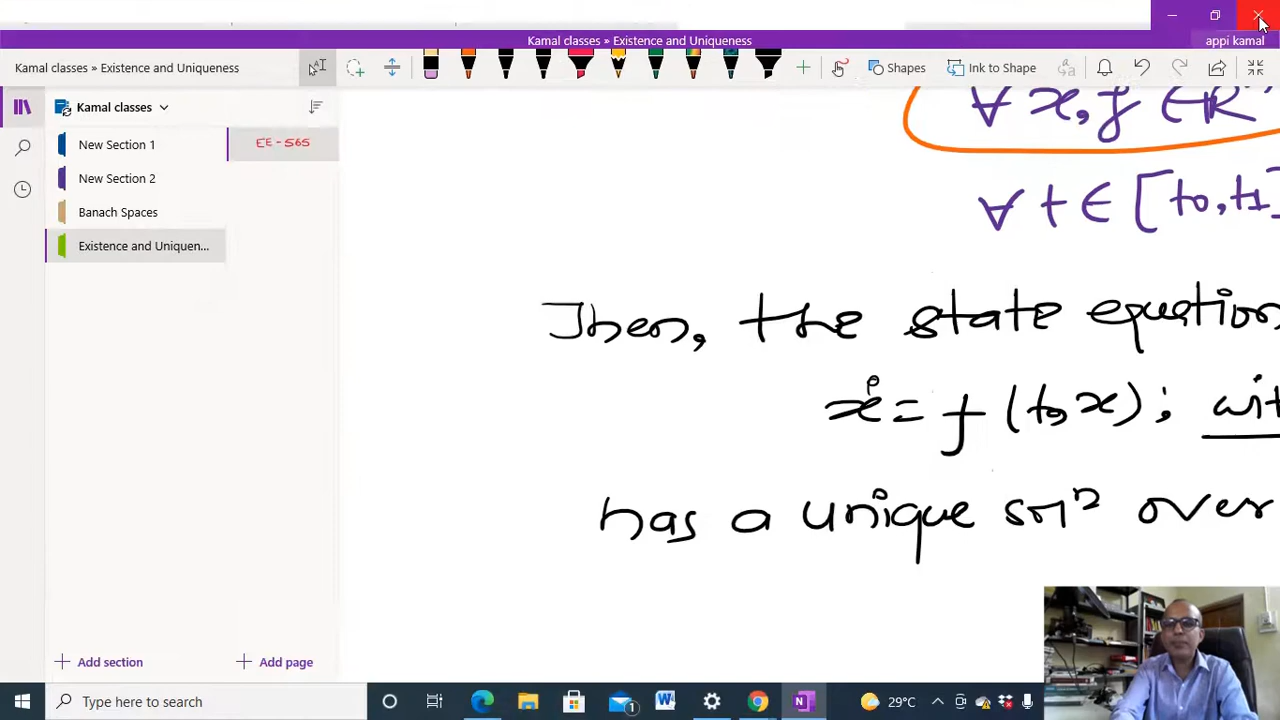 Kamal classes » Existence and Uniqueness
appi kamal
Kamal classes » Existence and Uniqueness
Shapes
Ink to Shape
Kamal classes
New Section 1
EE-565
New Section 2
Banach Spaces
Existence and Uniquen...
∀ x, y ∈ R
∀ t ∈ [t0, t1]
Then, the state equation
ẋ = f(t, x); wit
has a unique solⁿ over
Add section
Add page
Type here to search
1
29°C